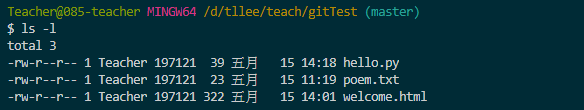 Teacher@085-teacher MINGW64 /d/tllee/teach/gitTest (master)
$ ls -l
total 3
-rw-r--r-- 1 Teacher 197121  39 五月   15 14:18 hello.py
-rw-r--r-- 1 Teacher 197121  23 五月   15 11:19 poem.txt
-rw-r--r-- 1 Teacher 197121 322 五月   15 14:01 welcome.html